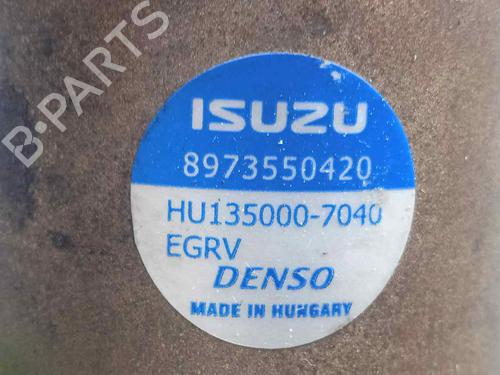 B-PARTS
ISUZU
8973550420
HU135000-7040
EGRV
DENSO
MADE IN HUNGARY